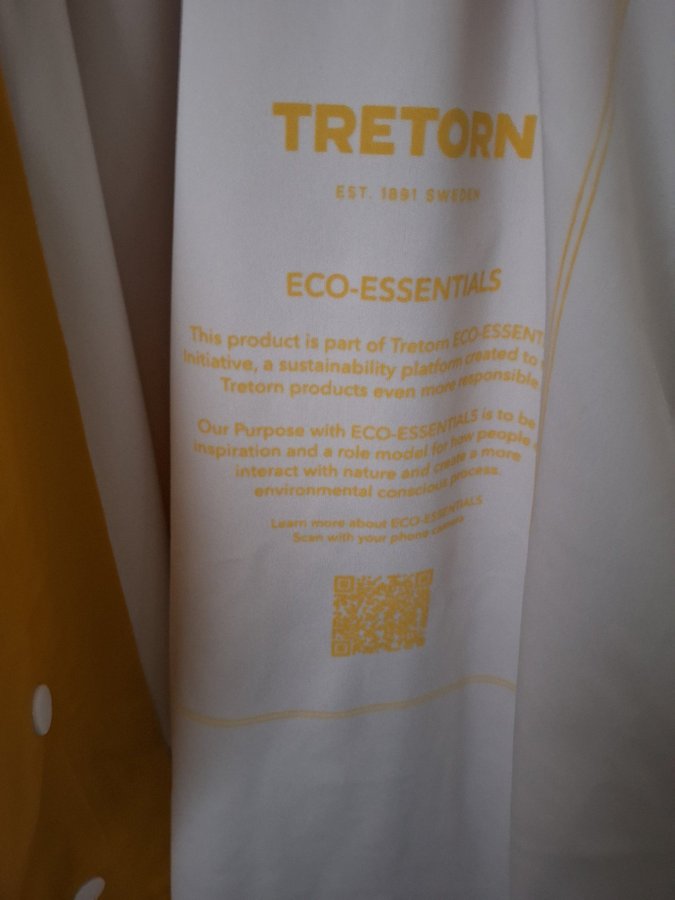 TRETORN
EST. 1891 SWEDEN
ECO-ESSENTIALS
This product is part of Tretorn ECO-ESSENT
Initiative, a sustainability platform created to
Tretorn products even more responsible.
Our Purpose with ECO-ESSENTIALS is to be
inspiration and a role model for how people
interact with nature and create a more
environmental conscious process.
Learn more about ECO-ESSENTIALS
Scan with your phone camera